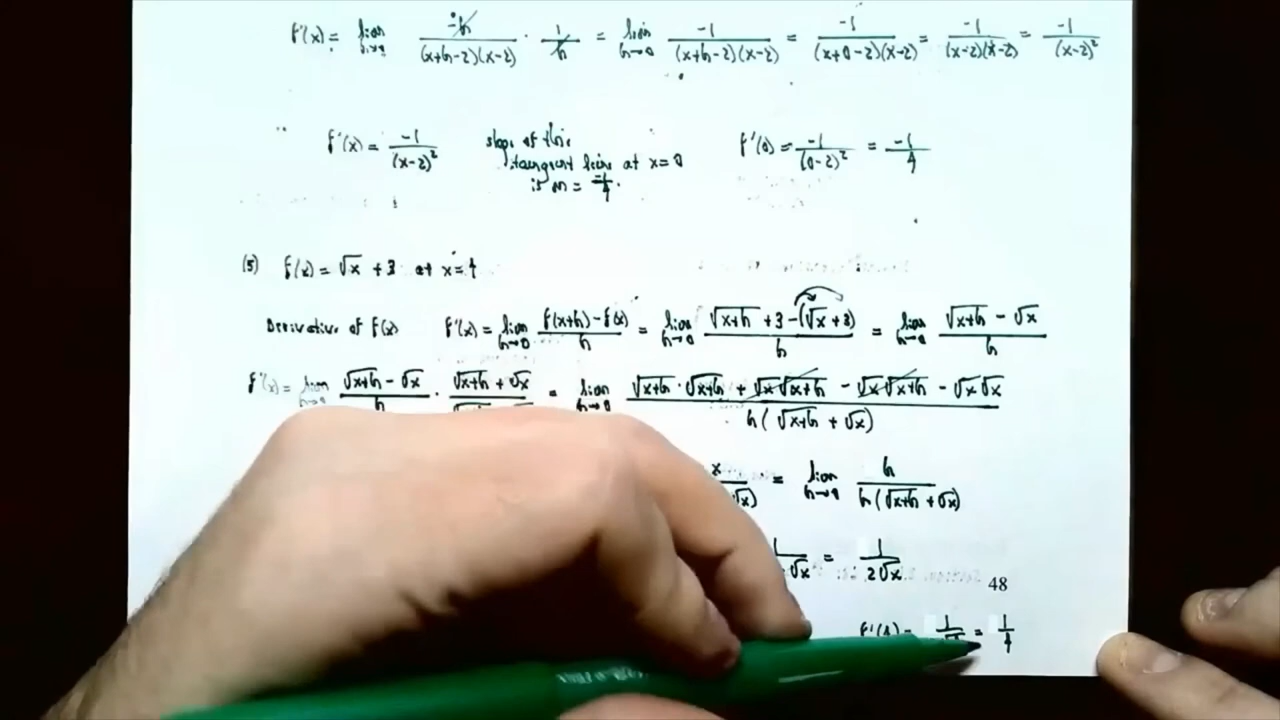 f'(x) = lim h→0 -h/((x+h-2)(x-2)) · 1/h = lim h→0 -1/((x+h-2)(x-2)) = -1/((x+0-2)(x-2)) = -1/((x-2)(x-2)) = -1/(x-2)²
f'(x) = -1/(x-2)² slope of the f'(0) = -1/(0-2)² = -1/4
tangent line at x=0
is m = -1/4.
(5) f(x) = √x + 3 at x=4
Derivative of f(x) f'(x) = lim h→0 (f(x+h) - f(x))/h = lim h→0 (√(x+h) + 3 - (√x + 3))/h = lim h→0 (√(x+h) - √x)/h
f'(x) = lim h→0 (√(x+h) - √x)/h · (√(x+h) + √x)/ = lim h→0 (√(x+h) · √(x+h) + √x √(x+h) - √x √(x+h) - √x √x)/(h(√(x+h) + √x))
x = lim h→0 h/(h(√(x+h) + √x))
√x = 1/(2√x)
48
f'(4) = 1/ = 1/4